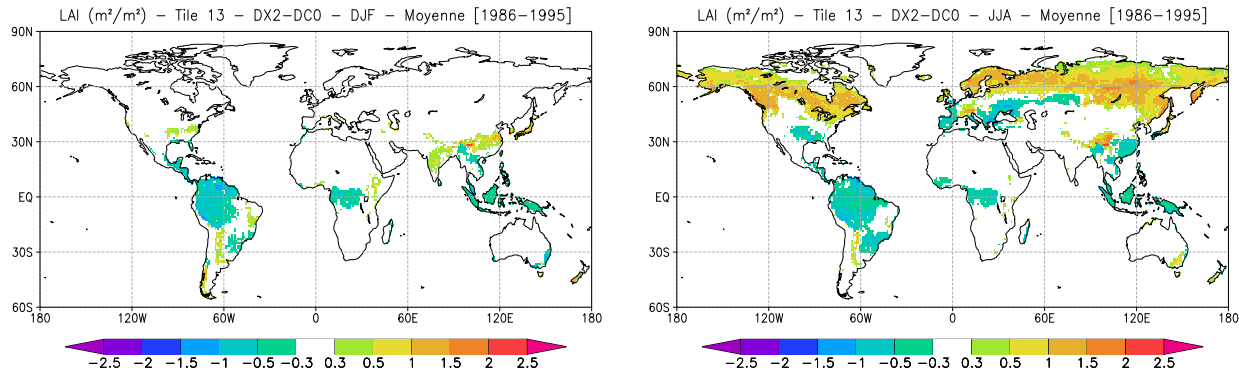 LAI (m²/m²) – Tile 13 – DX2–DC0 – DJF – Moyenne [1986–1995]
90N
60N
30N
EQ
30S
60S
180 120W 60W 0 60E 120E 180
−2.5 −2 −1.5 −1 −0.5 −0.3 0.3 0.5 1 1.5 2 2.5
LAI (m²/m²) – Tile 13 – DX2–DC0 – JJA – Moyenne [1986–1995]
90N
60N
30N
EQ
30S
60S
180 120W 60W 0 60E 120E 180
−2.5 −2 −1.5 −1 −0.5 −0.3 0.3 0.5 1 1.5 2 2.5